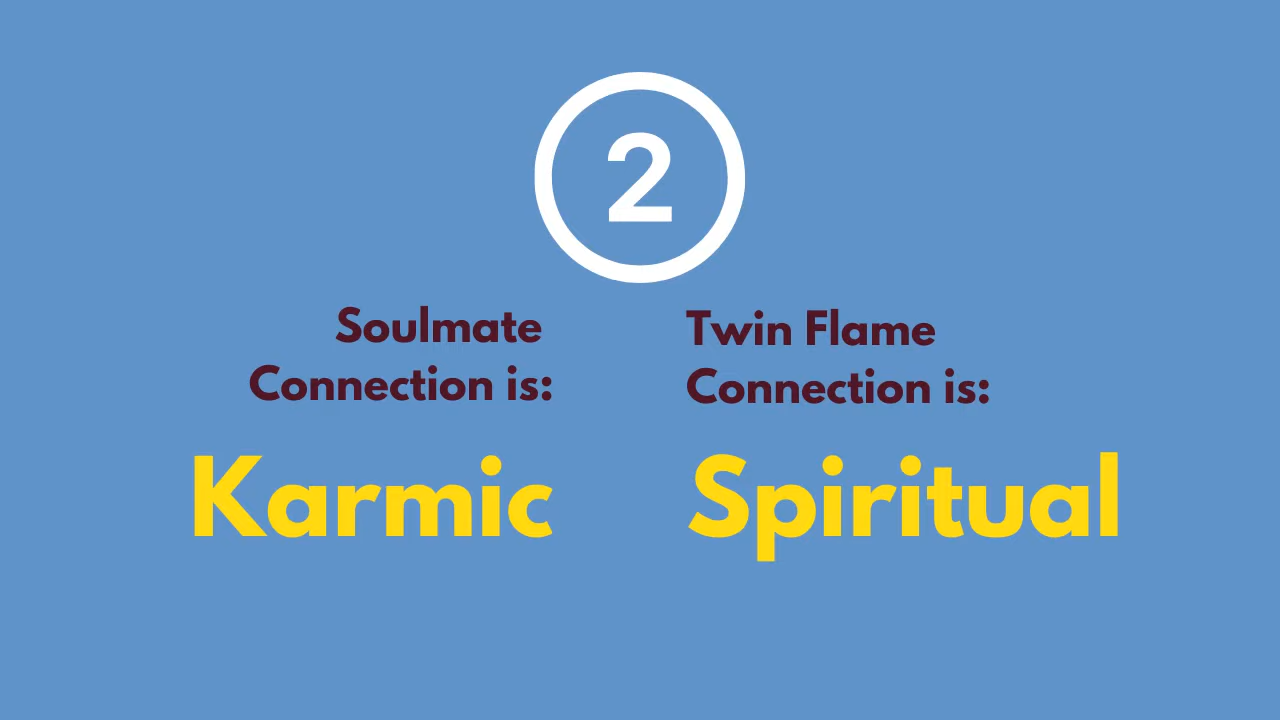 2
Soulmate
Connection is:
Karmic
Twin Flame
Connection is:
Spiritual